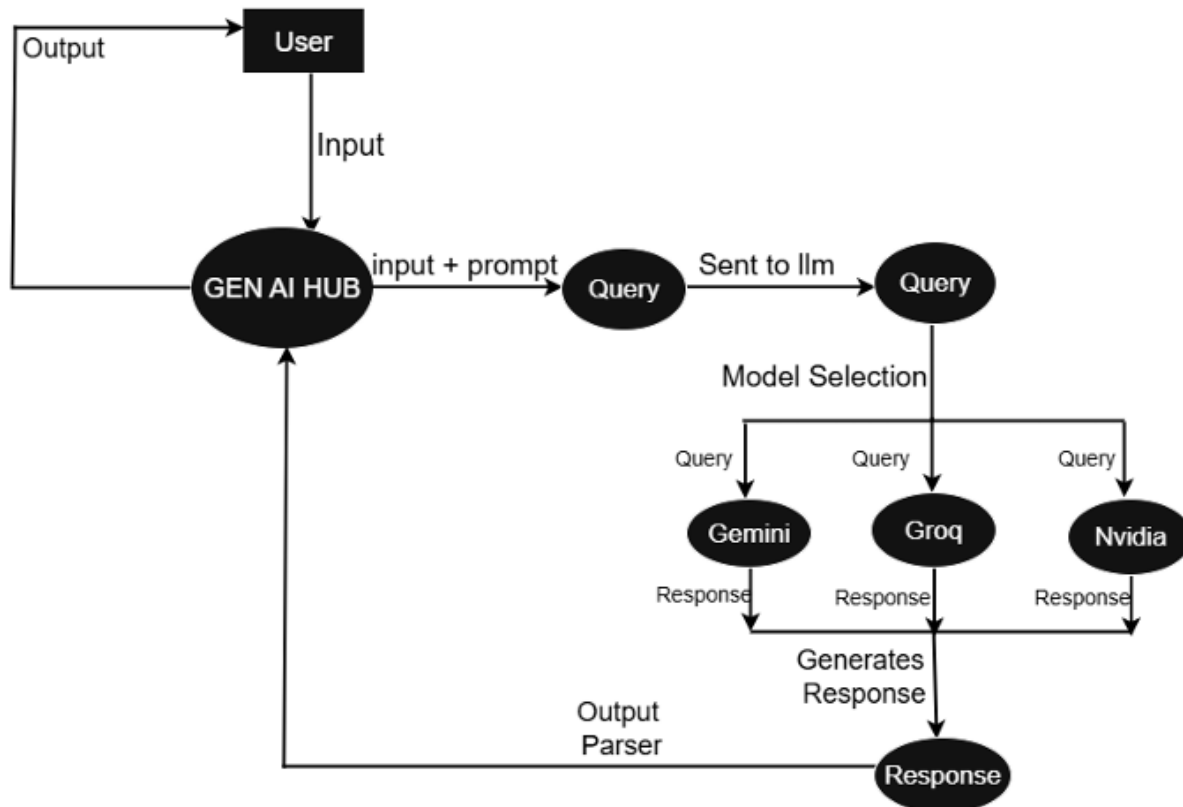 User
Output
Input
GEN AI HUB
input + prompt
Query
Sent to llm
Query
Model Selection
Query
Query
Query
Gemini
Groq
Nvidia
Response
Response
Response
Generates
Response
Output
Parser
Response